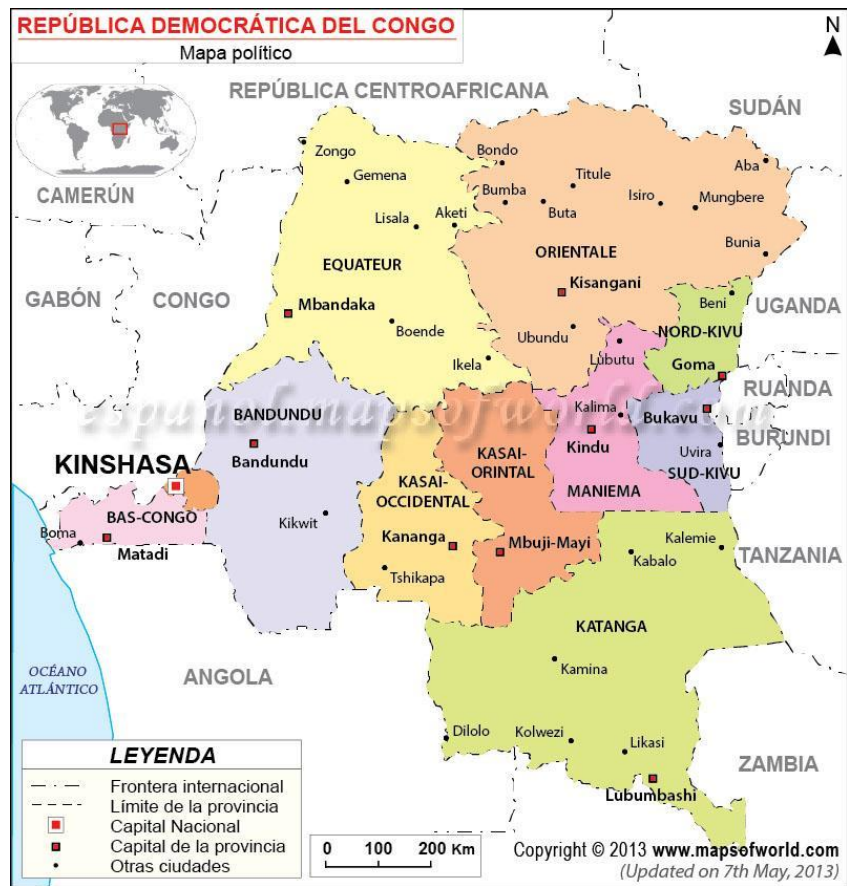 REPÚBLICA DEMOCRÁTICA DEL CONGO
Mapa político
N
REPÚBLICA CENTROAFRICANA
SUDÁN
CAMERÚN
Zongo
Gemena
Bondo
Aba
Titule
Bumba
Buta
Isiro
Mungbere
Lisala
Aketi
Bunia
EQUATEUR
ORIENTALE
GABÓN
CONGO
Kisangani
Beni
UGANDA
Mbandaka
Boende
Ubundu
NORD-KIVU
Lubutu
Ikela
Goma
RUANDA
español.mapsofworld.com
BANDUNDU
Kalima
Bukavu
BURUNDI
Bandundu
KASAI-
ORINTAL
Kindu
Uvira
KINSHASA
KASAI-
OCCIDENTAL
SUD-KIVU
MANIEMA
BAS-CONGO
Kikwit
Boma
Matadi
Kananga
Mbuji-Mayi
Kalemie
Kabalo
TANZANIA
Tshikapa
KATANGA
OCÉANO
ATLÁNTICO
ANGOLA
Kamina
Dilolo
Kolwezi
Likasi
ZAMBIA
Lubumbashi
LEYENDA
Frontera internacional
Límite de la provincia
Capital Nacional
Capital de la provincia
Otras ciudades
0 100 200 Km
Copyright © 2013 www.mapsofworld.com
(Updated on 7th May, 2013)